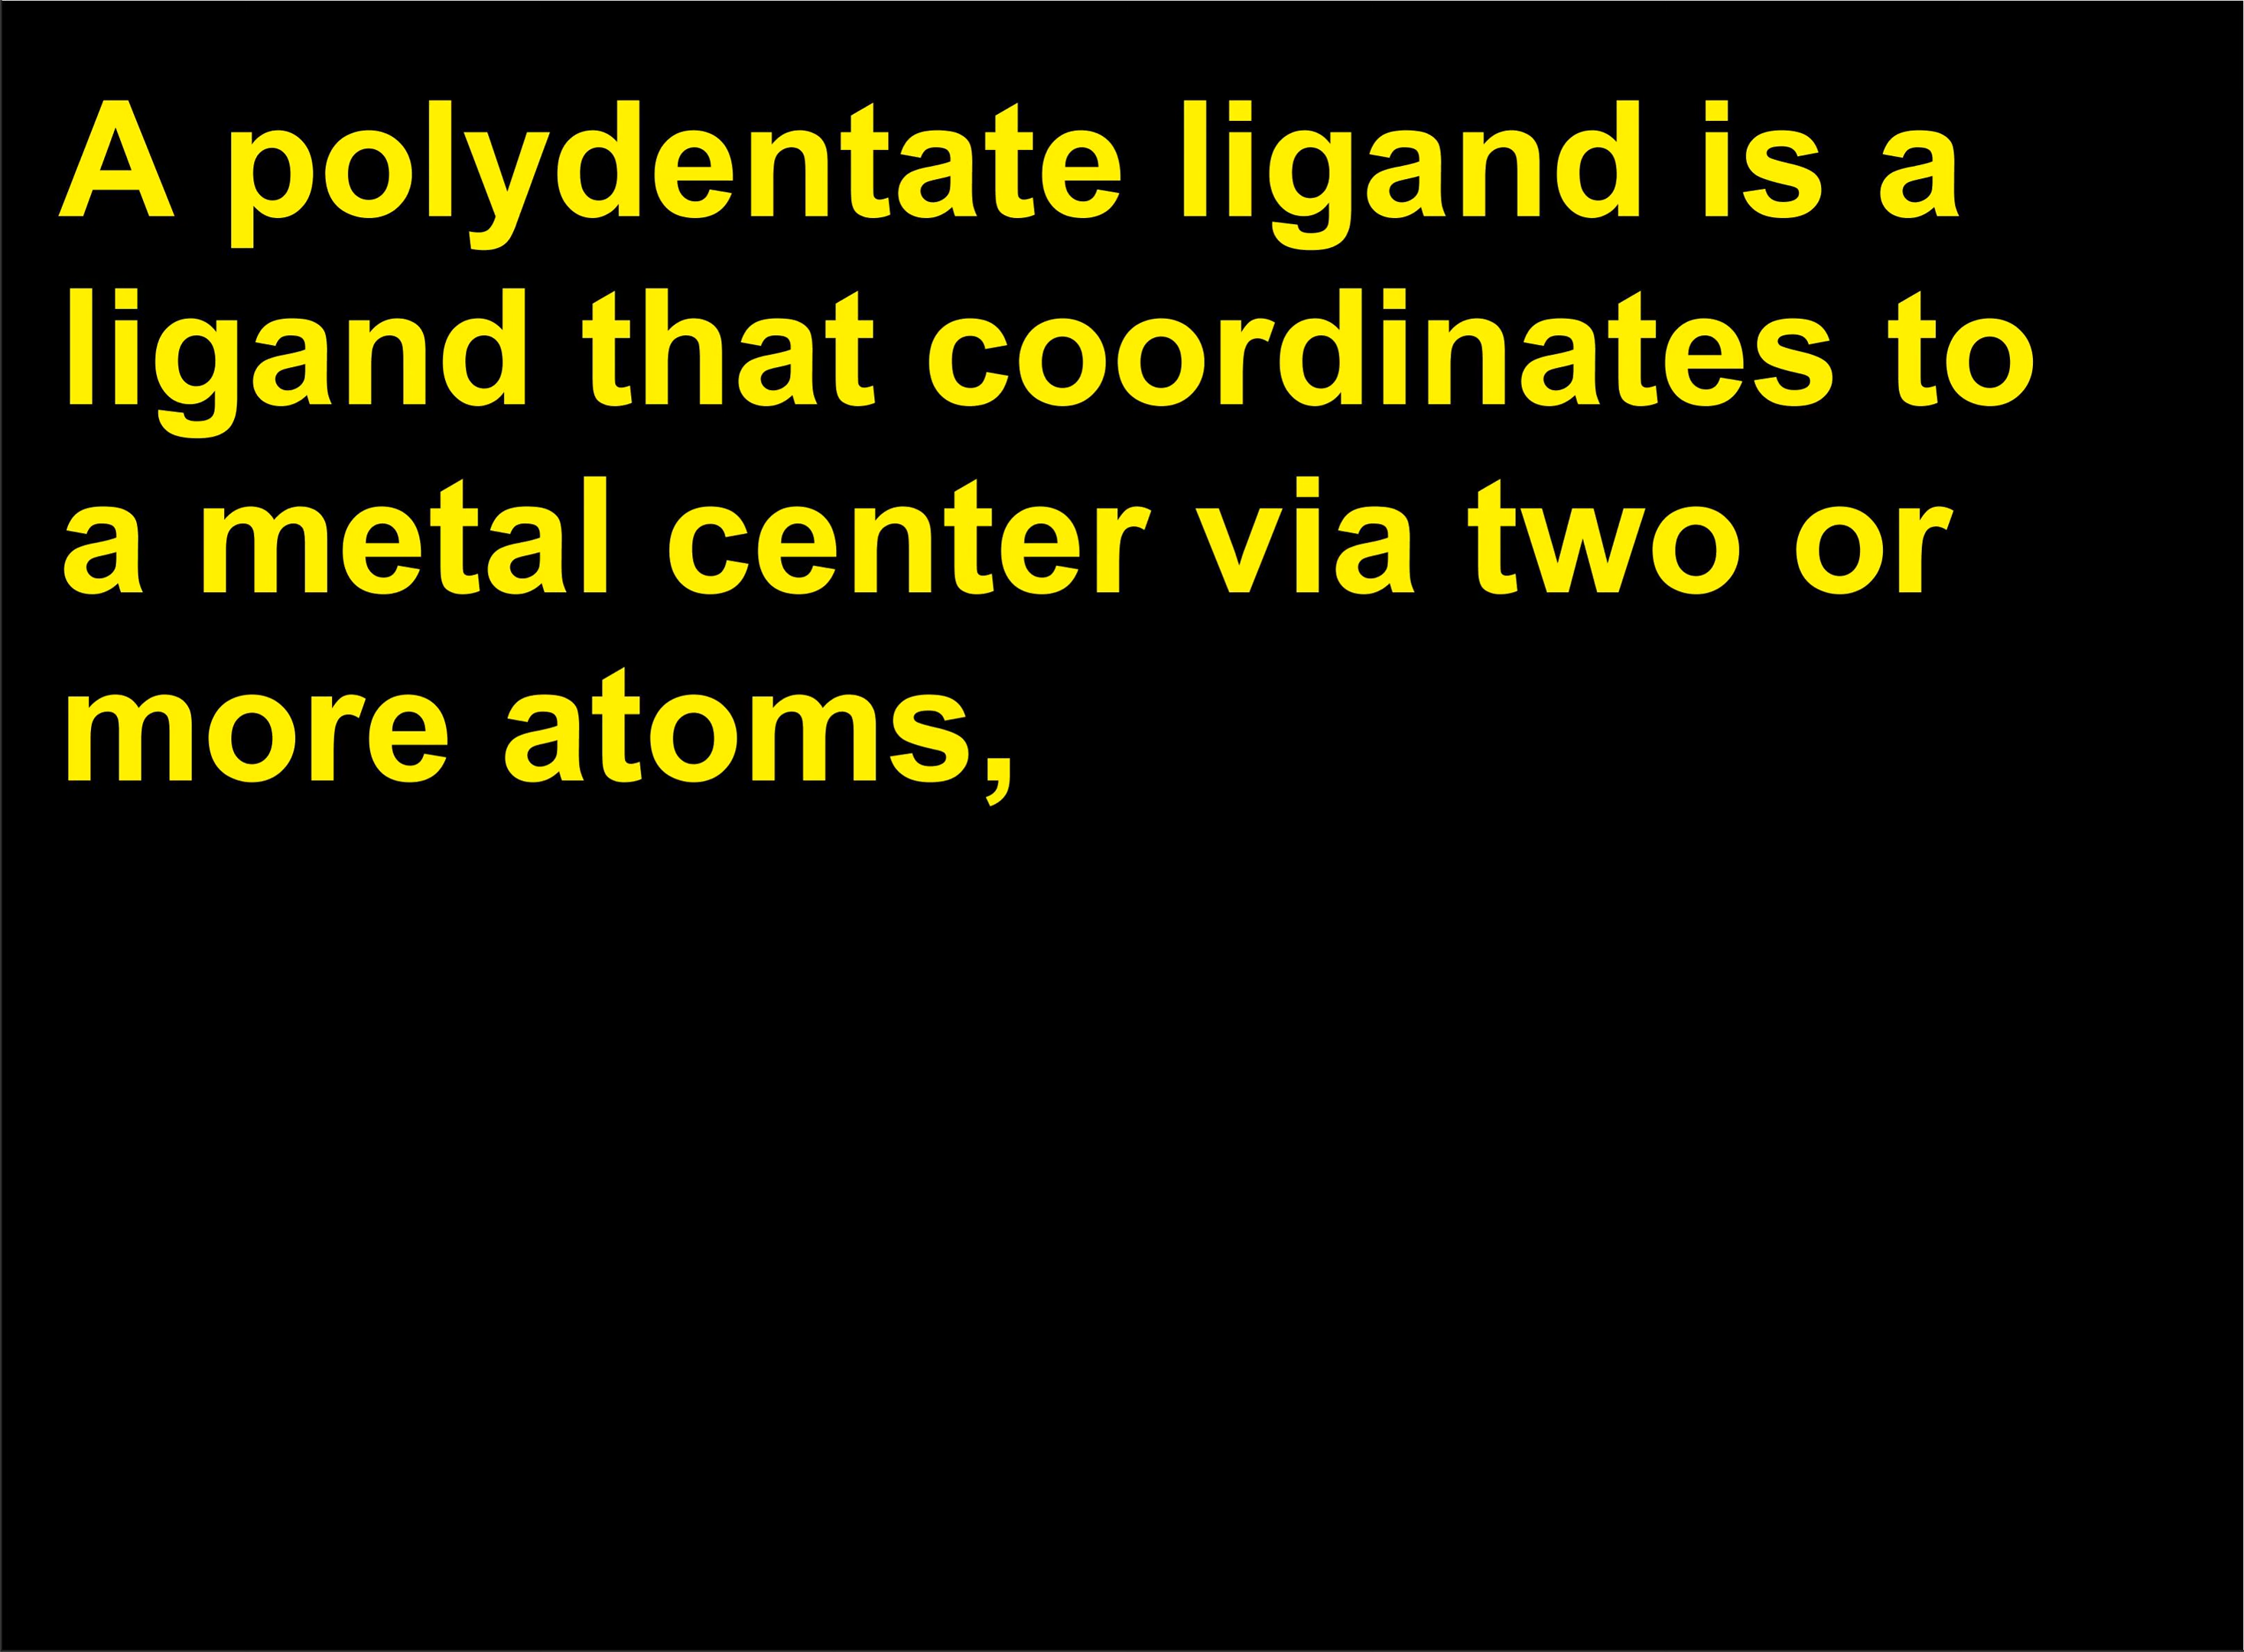 A polydentate ligand is a
ligand that coordinates to
a metal center via two or
more atoms,